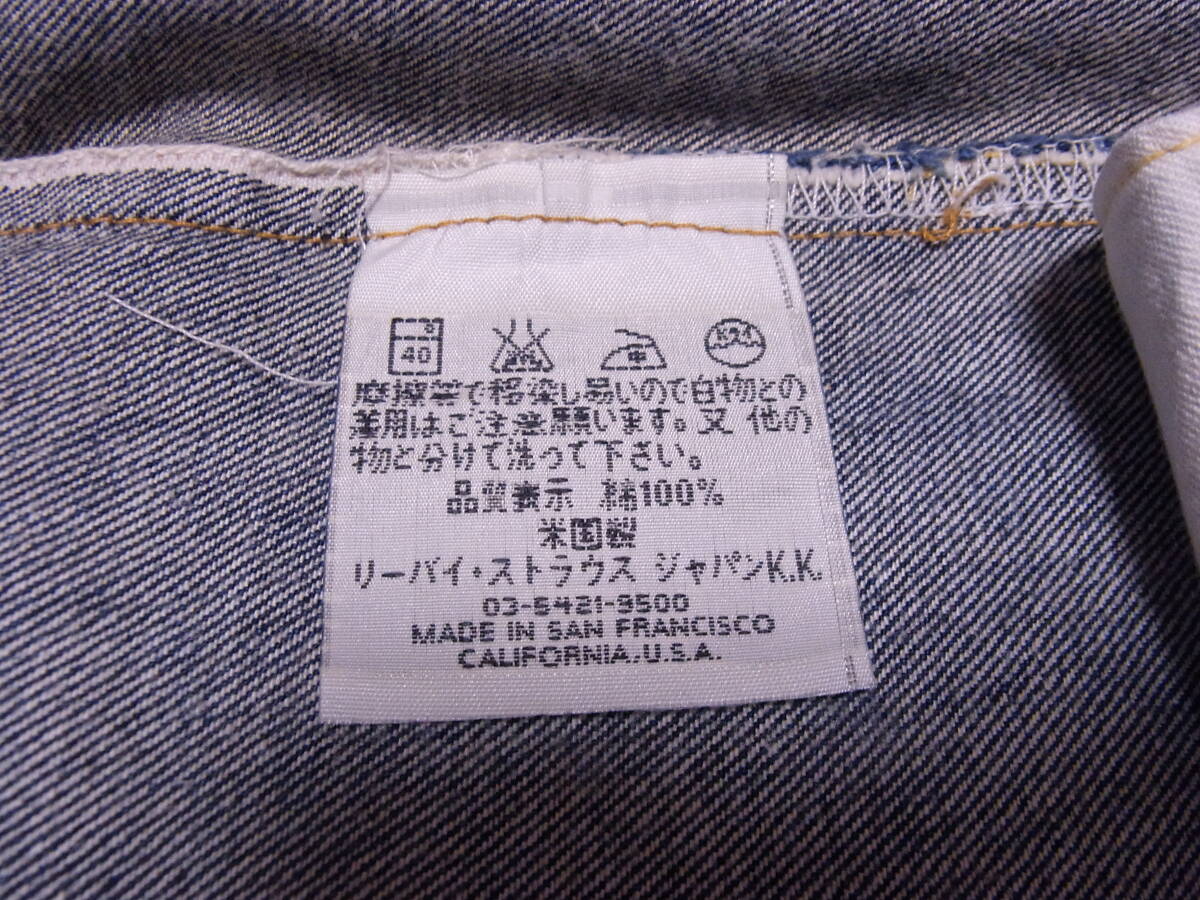 40
中
摩擦等で移染し易いので白物との
着用はご注意願います。又 他の
物と分けて洗って下さい。
品質表示 綿100%
米国製
リーバイ・ストラウス ジャパンK.K.
03-5421-9500
MADE IN SAN FRANCISCO
CALIFORNIA.U.S.A.